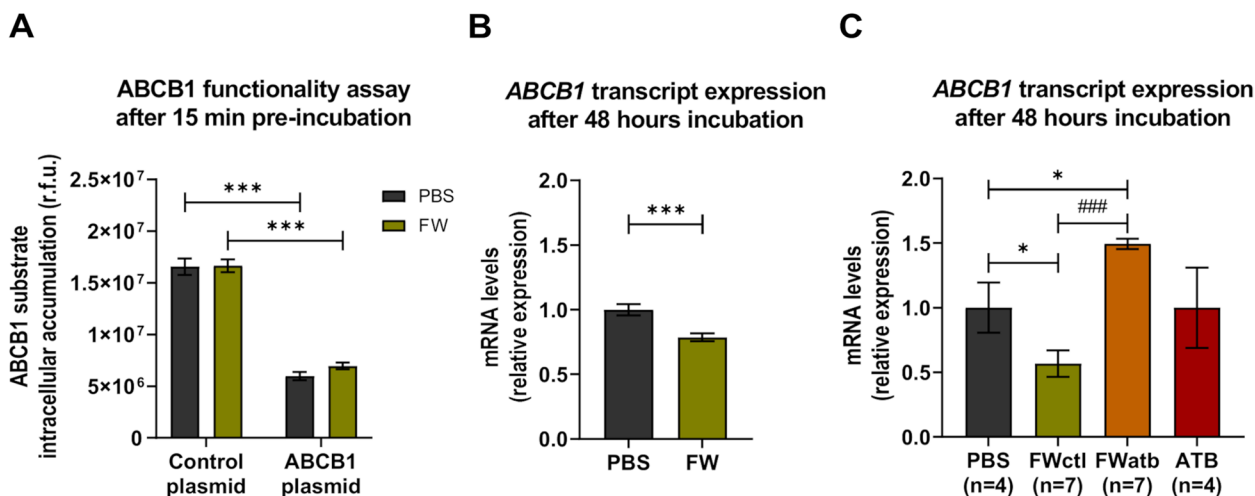 A
ABCB1 functionality assay
after 15 min pre-incubation
ABCB1 substrate
intracellular accumulation (r.f.u.)
2.5×10⁷
2×10⁷
1.5×10⁷
1×10⁷
5×10⁶
0
***
***
PBS
FW
Control
plasmid
ABCB1
plasmid
B
ABCB1 transcript expression
after 48 hours incubation
mRNA levels
(relative expression)
2.0
1.5
1.0
0.5
0.0
***
PBS
FW
C
ABCB1 transcript expression
after 48 hours incubation
mRNA levels
(relative expression)
2.0
1.5
1.0
0.5
0.0
*
###
*
PBS FWctl FWatb ATB
(n=4) (n=7) (n=7) (n=4)